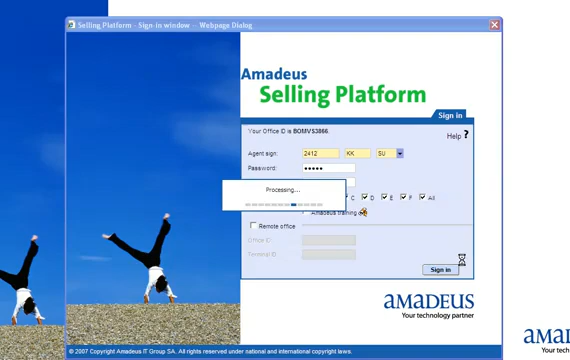 Selling Platform - Sign in window -- Webpage Dialog
Amadeus
Selling Platform
Sign in
Your Office ID is BOMVS3866.
Help ?
Agent sign: 2412 KK SU
Password: •••••
Processing...
C D E F All
Amadeus training
Remote office
Office ID:
Terminal ID:
Sign in
amadeus
Your technology partner
© 2007 Copyright Amadeus IT Group SA. All rights reserved under national and international copyright laws.
AMAD
Your tech